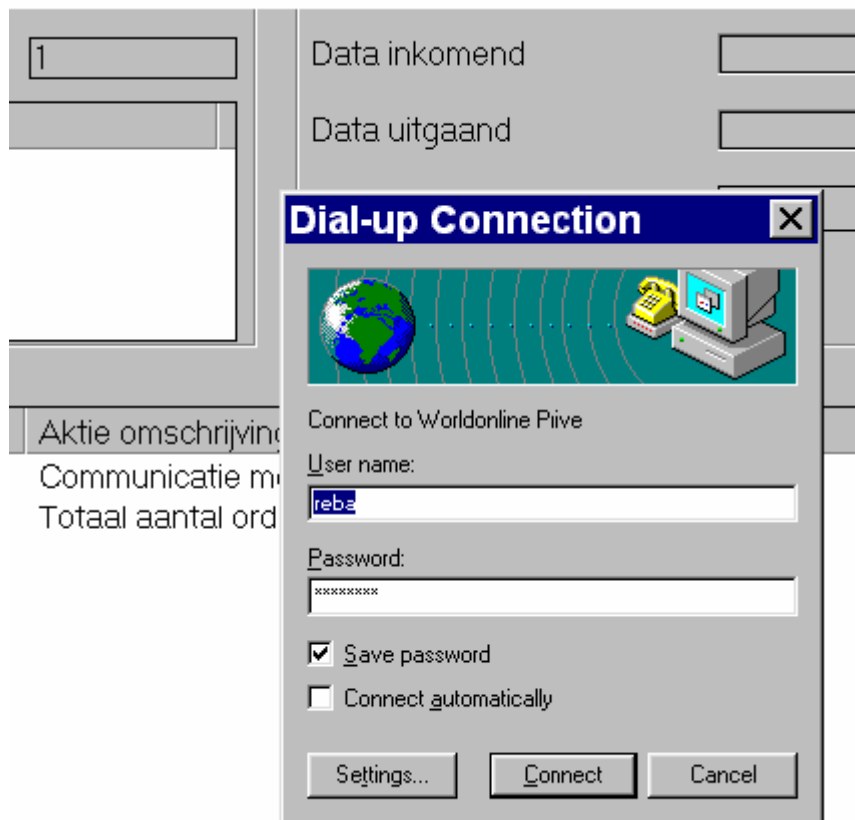 1
Data inkomend
Data uitgaand
Dial-up Connection
Connect to Worldonline Piive
User name:
reba
Password:
********
Save password
Connect automatically
Settings...
Connect
Cancel
Aktie omschrijving
Communicatie
Totaal aantal